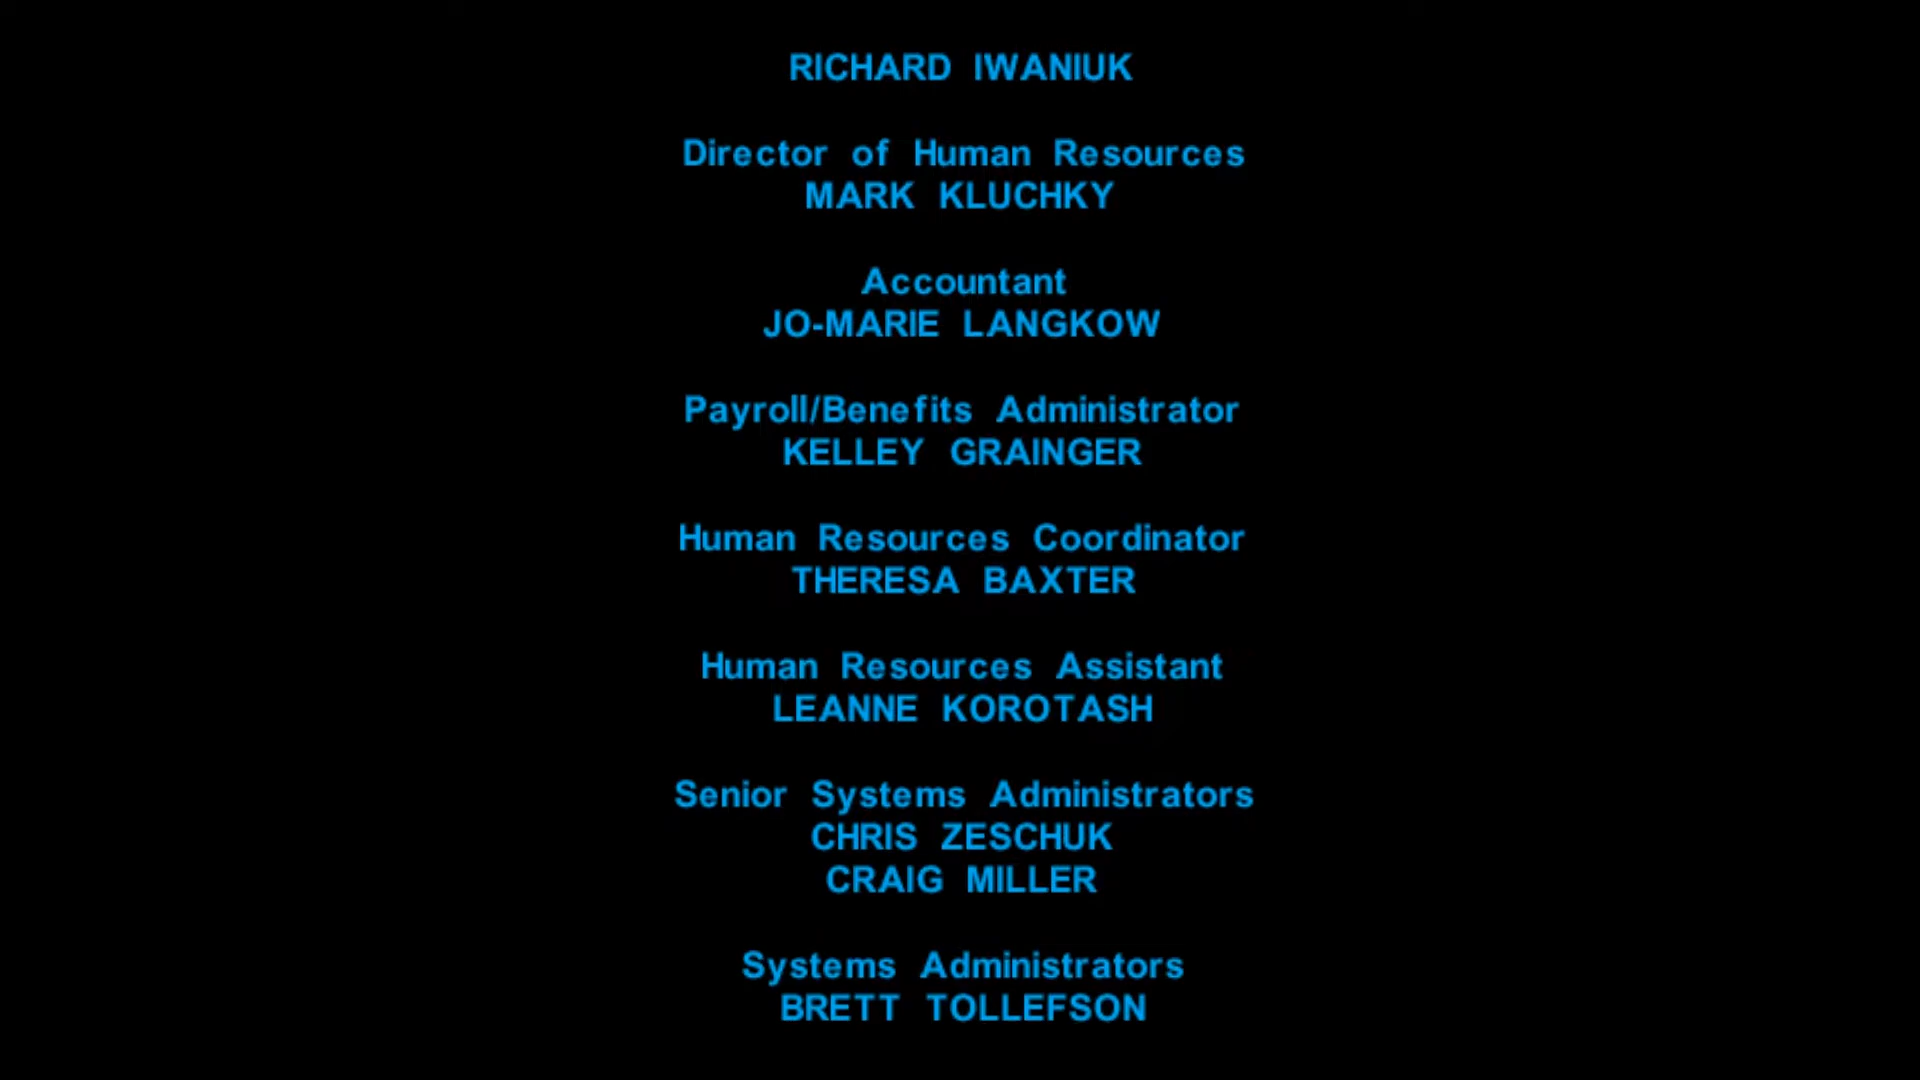 RICHARD IWANIUK
Director of Human Resources
MARK KLUCHKY
Accountant
JO-MARIE LANGKOW
Payroll/Benefits Administrator
KELLEY GRAINGER
Human Resources Coordinator
THERESA BAXTER
Human Resources Assistant
LEANNE KOROTASH
Senior Systems Administrators
CHRIS ZESCHUK
CRAIG MILLER
Systems Administrators
BRETT TOLLEFSON